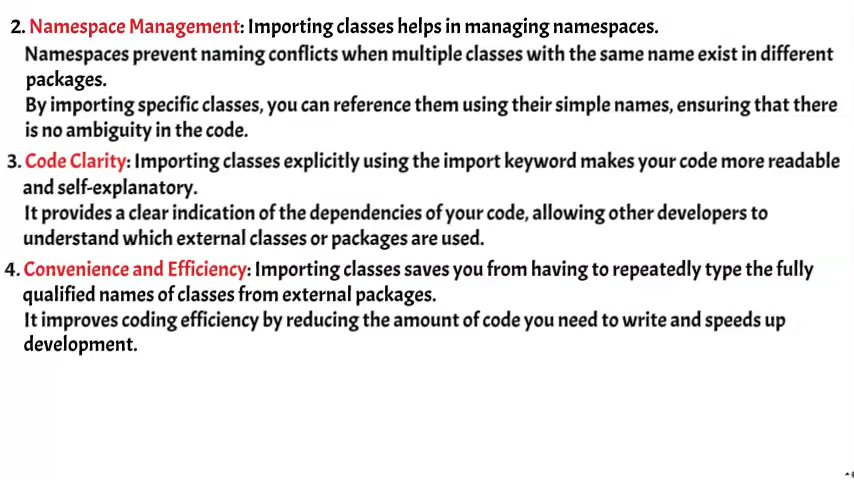 2. Namespace Management: Importing classes helps in managing namespaces.
Namespaces prevent naming conflicts when multiple classes with the same name exist in different
packages.
By importing specific classes, you can reference them using their simple names, ensuring that there
is no ambiguity in the code.
3. Code Clarity: Importing classes explicitly using the import keyword makes your code more readable
and self-explanatory.
It provides a clear indication of the dependencies of your code, allowing other developers to
understand which external classes or packages are used.
4. Convenience and Efficiency: Importing classes saves you from having to repeatedly type the fully
qualified names of classes from external packages.
It improves coding efficiency by reducing the amount of code you need to write and speeds up
development.